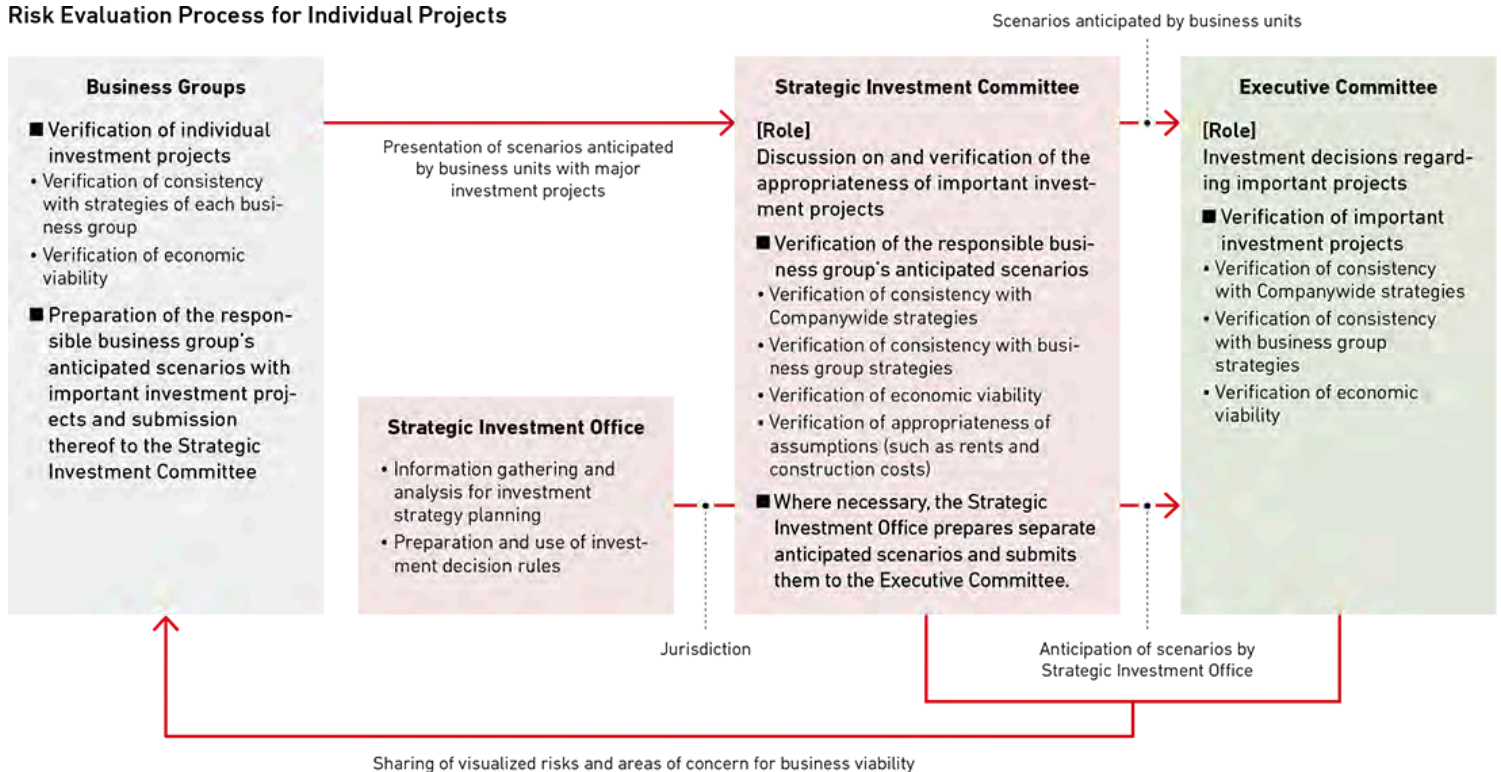 Risk Evaluation Process for Individual Projects
Scenarios anticipated by business units
Business Groups
■ Verification of individual
investment projects
• Verification of consistency
with strategies of each busi-
ness group
• Verification of economic
viability
■ Preparation of the respon-
sible business group's
anticipated scenarios with
important investment proj-
ects and submission
thereof to the Strategic
Investment Committee
Presentation of scenarios anticipated
by business units with major
investment projects
Strategic Investment Office
• Information gathering and
analysis for investment
strategy planning
• Preparation and use of invest-
ment decision rules
Strategic Investment Committee
[Role]
Discussion on and verification of the
appropriateness of important invest-
ment projects
■ Verification of the responsible busi-
ness group's anticipated scenarios
• Verification of consistency with
Companywide strategies
• Verification of consistency with busi-
ness group strategies
• Verification of economic viability
• Verification of appropriateness of
assumptions (such as rents and
construction costs)
■ Where necessary, the Strategic
Investment Office prepares separate
anticipated scenarios and submits
them to the Executive Committee.
Executive Committee
[Role]
Investment decisions regard-
ing important projects
■ Verification of important
investment projects
• Verification of consistency
with Companywide strategies
• Verification of consistency
with business group
strategies
• Verification of economic
viability
Jurisdiction
Anticipation of scenarios by
Strategic Investment Office
Sharing of visualized risks and areas of concern for business viability